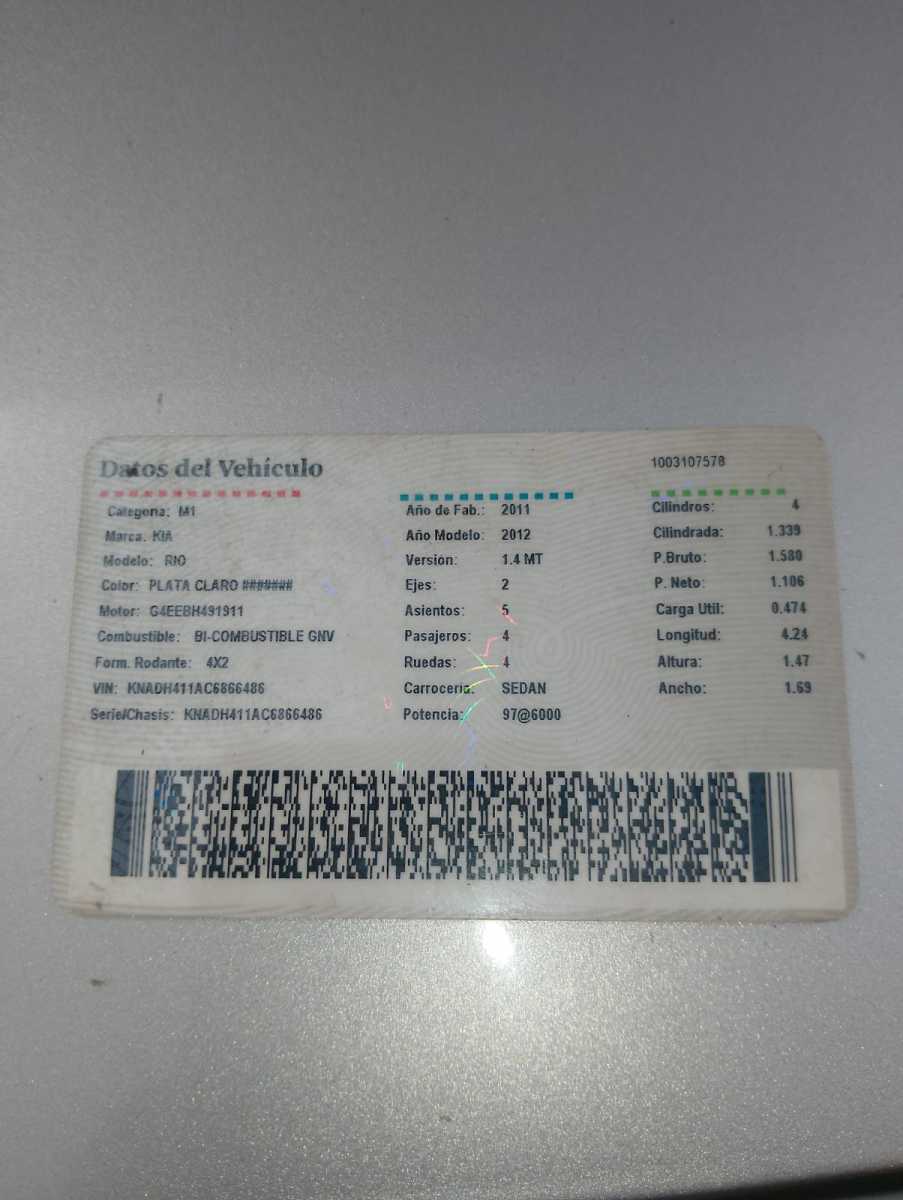 Datos del Vehículo
1003107578
Categoria: M1
Marca: KIA
Modelo: RIO
Color: PLATA CLARO #######
Motor: G4EEBH491911
Combustible: BI-COMBUSTIBLE GNV
Form. Rodante: 4X2
VIN: KNADH411AC6866486
Serie/Chasis: KNADH411AC6866486
Año de Fab.: 2011
Año Modelo: 2012
Version: 1.4 MT
Ejes: 2
Asientos: 5
Pasajeros: 4
Ruedas: 4
Carroceria: SEDAN
Potencia: 97@6000
Cilindros: 4
Cilindrada: 1.339
P.Bruto: 1.580
P. Neto: 1.106
Carga Util: 0.474
Longitud: 4.24
Altura: 1.47
Ancho: 1.69